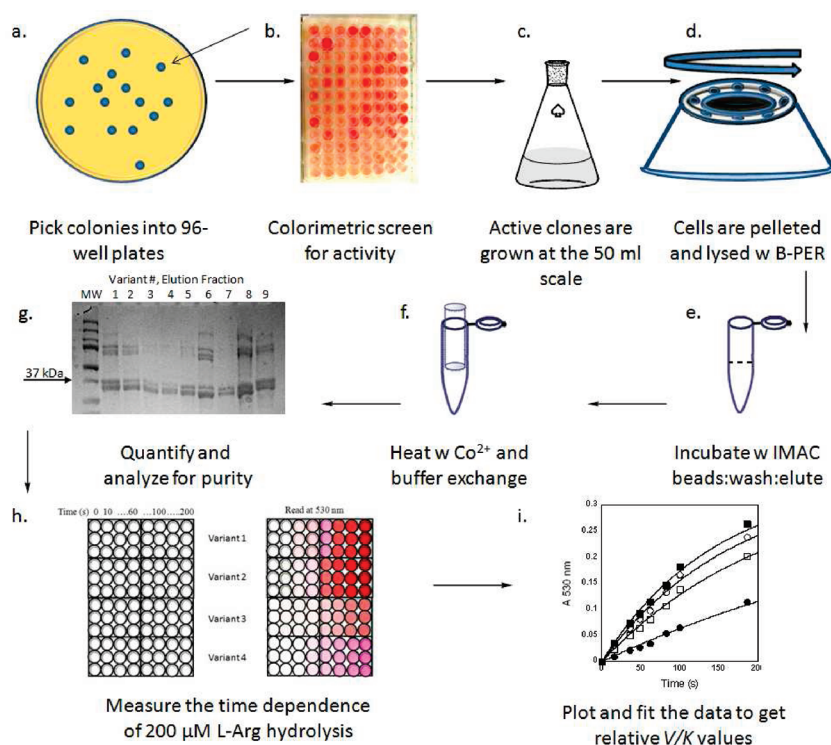 a.
b.
c.
d.
Pick colonies into 96-
well plates
Colorimetric screen
for activity
Active clones are
grown at the 50 ml
scale
Cells are pelleted
and lysed w B-PER
Variant #, Elution Fraction
MW 1 2 3 4 5 6 7 8 9
g.
37 kDa
f.
e.
Quantify and
analyze for purity
Heat w Co²⁺ and
buffer exchange
Incubate w IMAC
beads:wash:elute
h.
Time (s) 0 10 ....60 ...100.....200
Read at 530 nm
Variant 1
Variant 2
Variant 3
Variant 4
i.
0.3
0.25
0.2
0.15
0.1
0.05
0
A 530 nm
0 50 100 150 200
Time (s)
Measure the time dependence
of 200 µM L-Arg hydrolysis
Plot and fit the data to get
relative V/K values